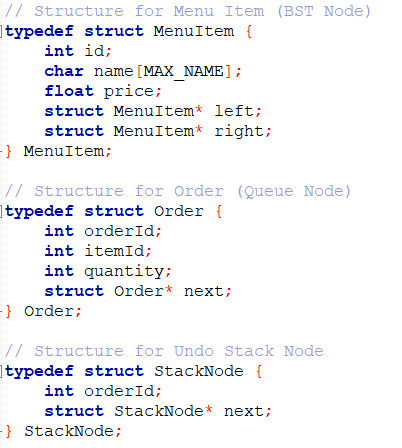 // Structure for Menu Item (BST Node)
typedef struct MenuItem {
    int id;
    char name[MAX_NAME];
    float price;
    struct MenuItem* left;
    struct MenuItem* right;
} MenuItem;

// Structure for Order (Queue Node)
typedef struct Order {
    int orderId;
    int itemId;
    int quantity;
    struct Order* next;
} Order;

// Structure for Undo Stack Node
typedef struct StackNode {
    int orderId;
    struct StackNode* next;
} StackNode;